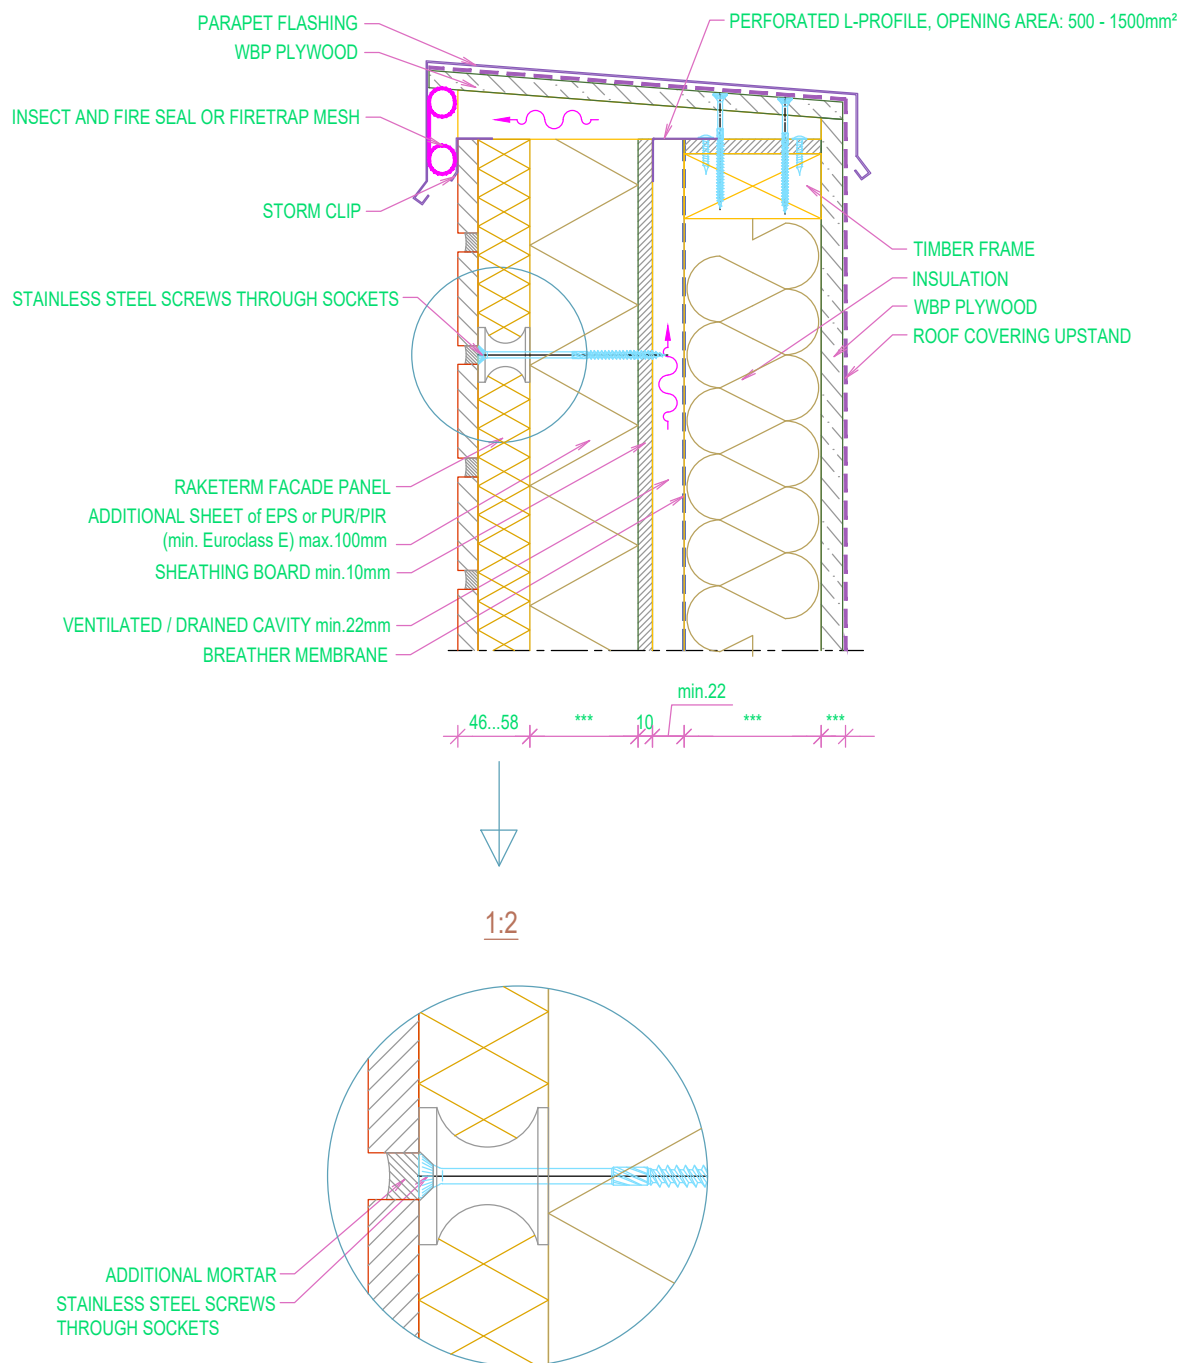 PARAPET FLASHING
PERFORATED L-PROFILE, OPENING AREA: 500 - 1500mm²
WBP PLYWOOD
INSECT AND FIRE SEAL OR FIRETRAP MESH
STORM CLIP
TIMBER FRAME
INSULATION
STAINLESS STEEL SCREWS THROUGH SOCKETS
WBP PLYWOOD
ROOF COVERING UPSTAND
RAKETERM FACADE PANEL
ADDITIONAL SHEET of EPS or PUR/PIR
(min. Euroclass E) max.100mm
SHEATHING BOARD min.10mm
VENTILATED / DRAINED CAVITY min.22mm
BREATHER MEMBRANE
min.22
46...58 *** 10 *** ***
1:2
ADDITIONAL MORTAR
STAINLESS STEEL SCREWS
THROUGH SOCKETS